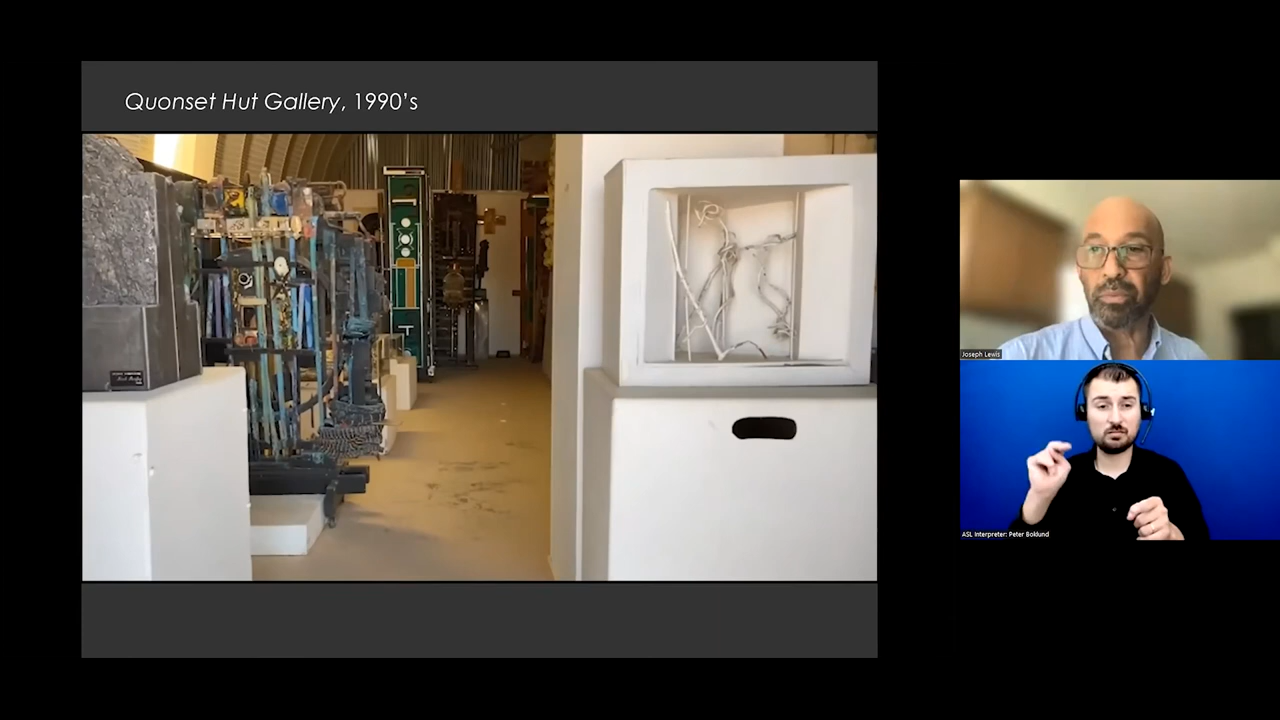 Quonset Hut Gallery, 1990's
Joseph Lewis
ASL Interpreter: Peter Boklund